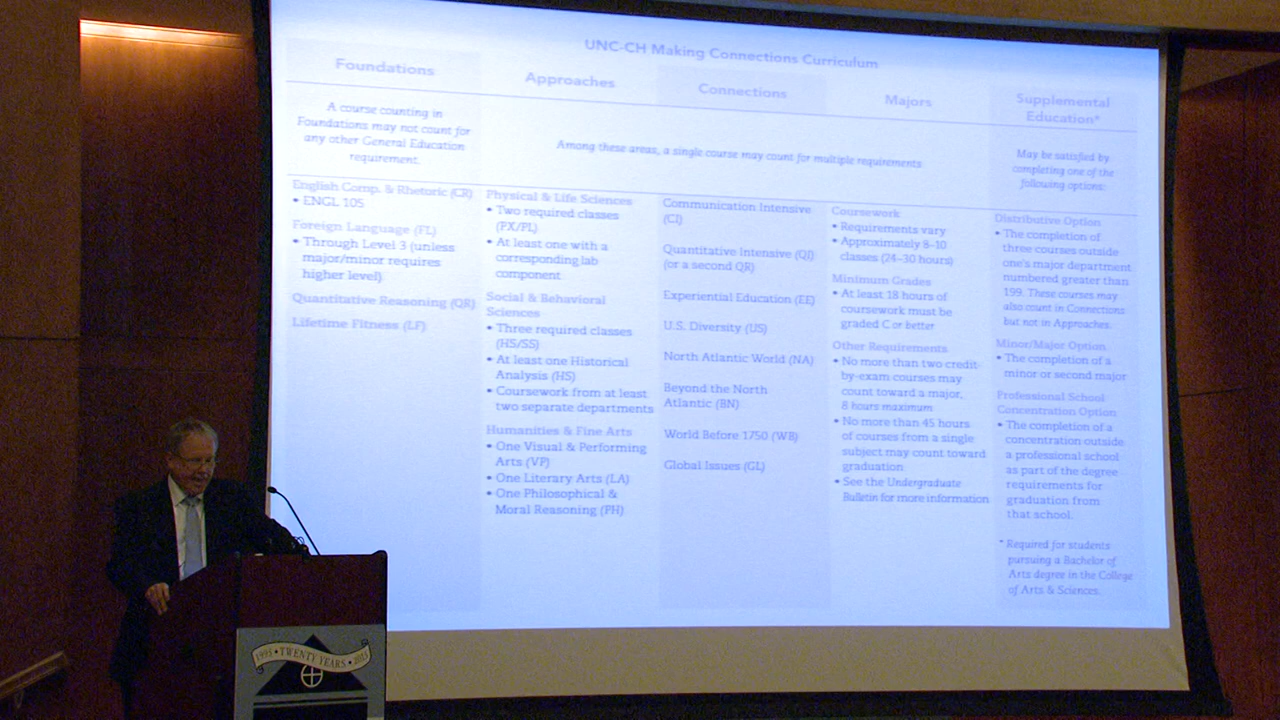 UNC-CH Making Connections Curriculum
Foundations
A course counting in
Foundations may not count for
any other General Education
requirement.
English Comp. & Rhetoric (CR)
• ENGL 105
Foreign Language (FL)
• Through Level 3 (unless
major/minor requires
higher level)
Quantitative Reasoning (QR)
Lifetime Fitness (LF)
Approaches
Connections
Majors
Among these areas, a single course may count for multiple requirements
Physical & Life Sciences
• Two required classes
(PX/PL)
• At least one with a
corresponding lab
component
Social & Behavioral
Sciences
• Three required classes
(HS/SS)
• At least one Historical
Analysis (HS)
• Coursework from at least
two separate departments
Humanities & Fine Arts
• One Visual & Performing
Arts (VP)
• One Literary Arts (LA)
• One Philosophical &
Moral Reasoning (PH)
Communication Intensive
(CI)
Quantitative Intensive (QI)
(or a second QR)
Experiential Education (EE)
U.S. Diversity (US)
North Atlantic World (NA)
Beyond the North
Atlantic (BN)
World Before 1750 (WB)
Global Issues (GL)
Coursework
• Requirements vary
• Approximately 8-10
classes (24-30 hours)
Minimum Grades
• At least 18 hours of
coursework must be
graded C or better
Other Requirements
• No more than two credit-
by-exam courses may
count toward a major,
8 hours maximum
• No more than 45 hours
of courses from a single
subject may count toward
graduation
• See the Undergraduate
Bulletin for more information
Supplemental
Education*
May be satisfied by
completing one of the
following options:
Distributive Option
• The completion of
three courses outside
one's major department
numbered greater than
199. These courses may
also count in Connections
but not in Approaches.
Minor/Major Option
• The completion of a
minor or second major
Professional School
Concentration Option
• The completion of a
concentration outside
a professional school
as part of the degree
requirements for
graduation from
that school.
* Required for students
pursuing a Bachelor of
Arts degree in the College
of Arts & Sciences.
1995 • TWENTY YEARS • 2015